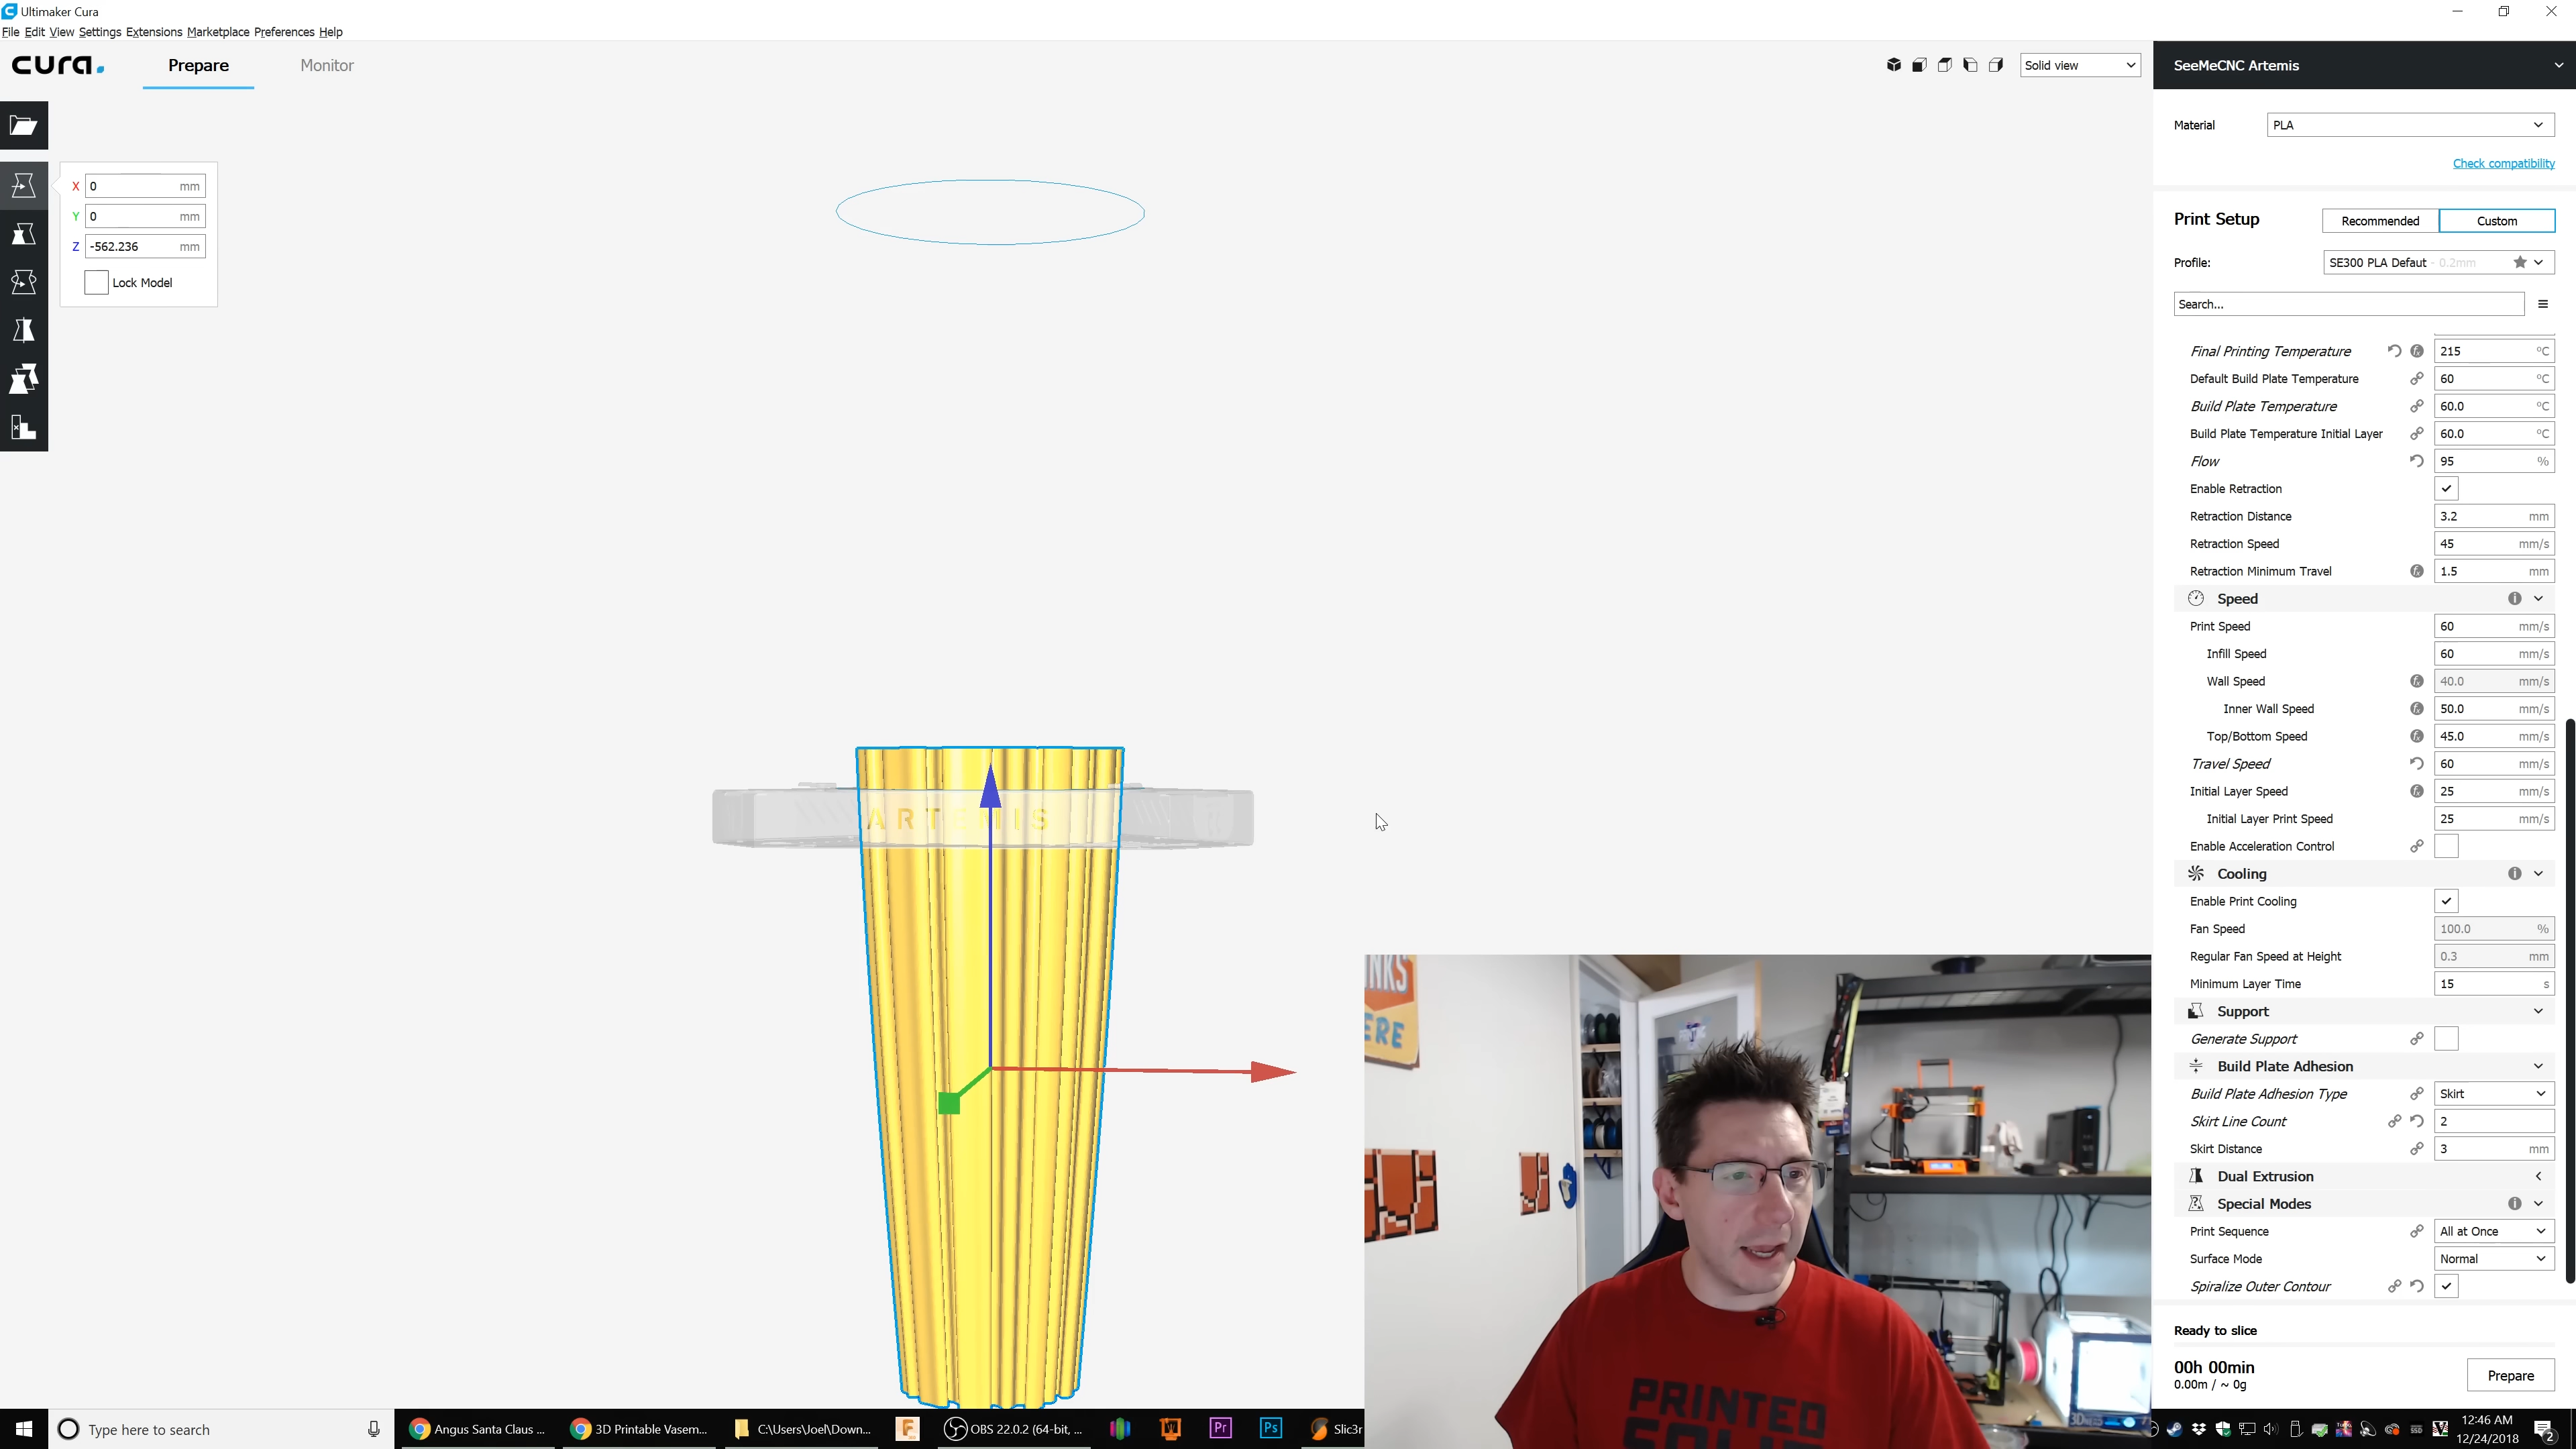 Ultimaker Cura
File Edit View Settings Extensions Marketplace Preferences Help
cura.
Prepare
Monitor
Solid view
SeeMeCNC Artemis
X 0 mm
Y 0 mm
Z -562.236 mm
Lock Model
Material PLA
Check compatibility
Print Setup Recommended Custom
Profile: SE300 PLA Defaut - 0.2mm
Search...
Final Printing Temperature 215 °C
Default Build Plate Temperature 60 °C
Build Plate Temperature 60.0 °C
Build Plate Temperature Initial Layer 60.0 °C
Flow 95 %
Enable Retraction
Retraction Distance 3.2 mm
Retraction Speed 45 mm/s
Retraction Minimum Travel 1.5 mm
Speed
Print Speed 60 mm/s
Infill Speed 60 mm/s
Wall Speed 40.0 mm/s
Inner Wall Speed 50.0 mm/s
Top/Bottom Speed 45.0 mm/s
Travel Speed 60 mm/s
Initial Layer Speed 25 mm/s
Initial Layer Print Speed 25 mm/s
Enable Acceleration Control
Cooling
Enable Print Cooling
Fan Speed 100.0 %
Regular Fan Speed at Height 0.3 mm
Minimum Layer Time 15 s
Support
Generate Support
Build Plate Adhesion
Build Plate Adhesion Type Skirt
Skirt Line Count 2
Skirt Distance 3 mm
Dual Extrusion
Special Modes
Print Sequence All at Once
Surface Mode Normal
Spiralize Outer Contour
Ready to slice
00h 00min
0.00m / ~ 0g
Prepare
ARTEMIS
NKS
ERE
PRINTED
SOLID
Type here to search
Angus Santa Claus ...
3D Printable Vasem...
C:\Users\Joel\Down...
OBS 22.0.2 (64-bit, ...
Pr
Ps
Slic3r
12:46 AM
12/24/2018
2